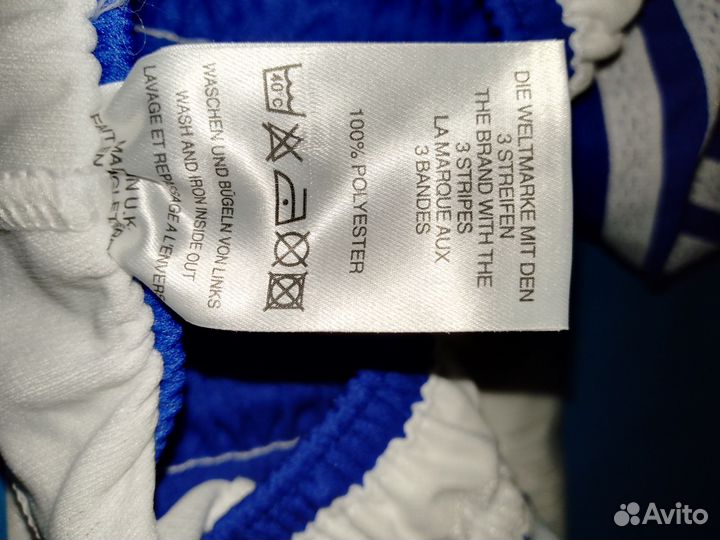 DIE WELTMARKE MIT DEN
3 STREIFEN
THE BRAND WITH THE
3 STRIPES
LA MARQUE AUX
3 BANDES
100% POLYESTER
40°C
WASCHEN UND BÜGELN VON LINKS
WASH AND IRON INSIDE OUT
LAVAGE ET REPASSAGE A L'ENVERS
IN U.K.
Avito